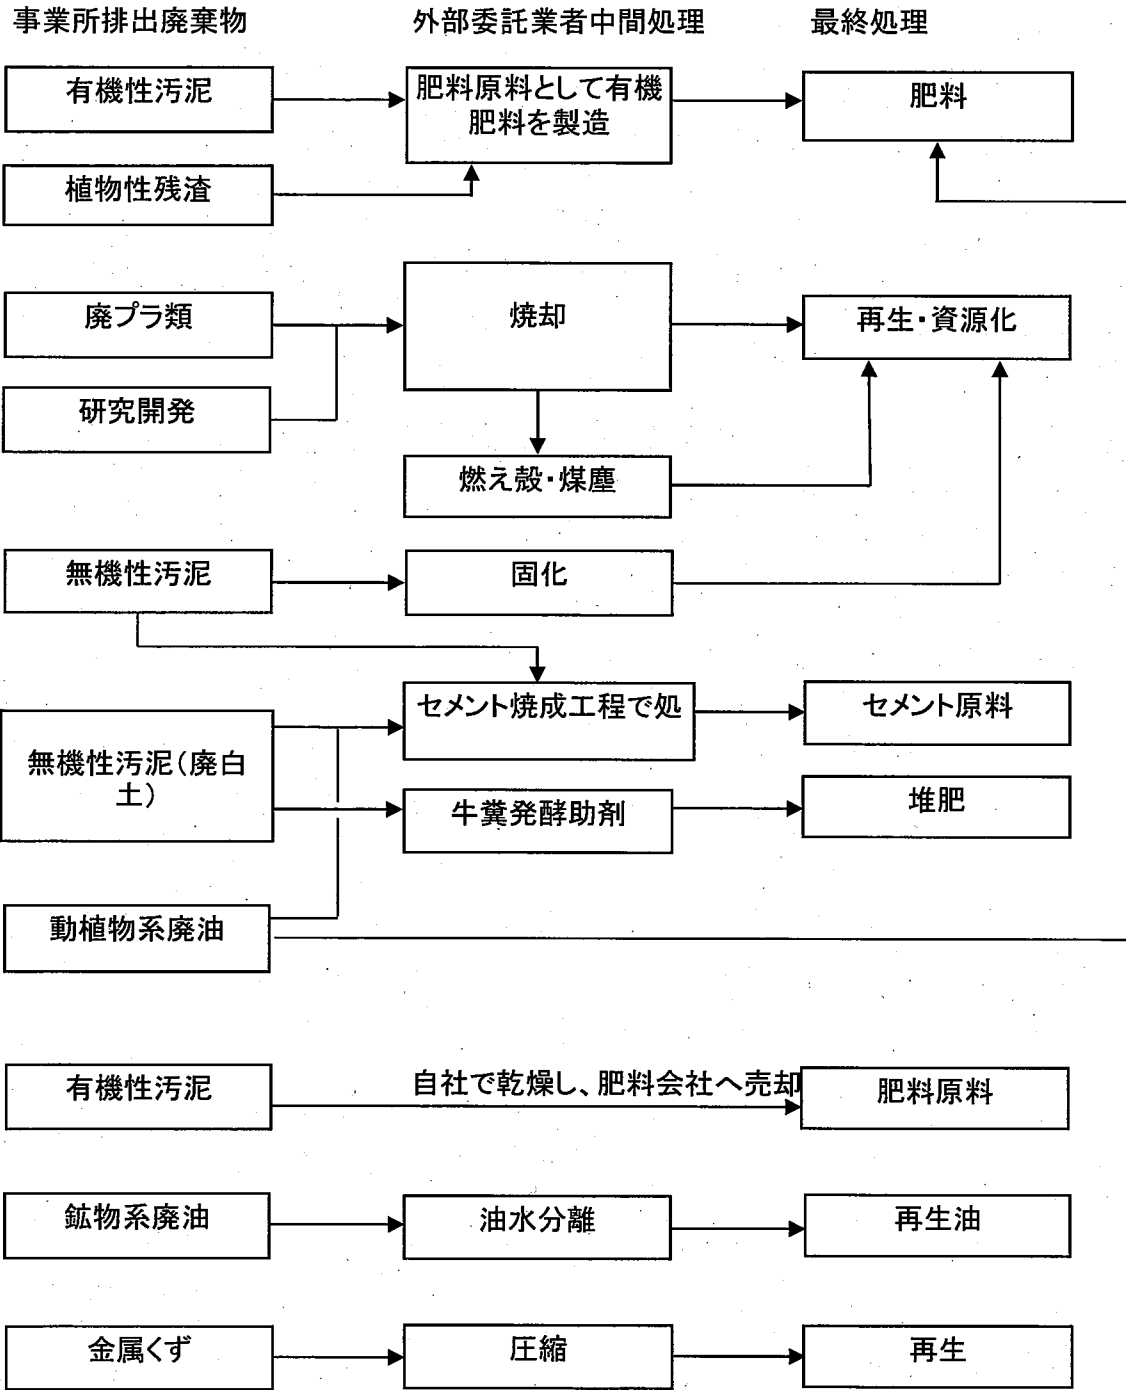 事業所排出廃棄物
外部委託業者中間処理
最終処理
有機性汚泥
肥料原料として有機
肥料を製造
肥料
植物性残渣
廃プラ類
焼却
再生・資源化
研究開発
燃え殻・煤塵
無機性汚泥
固化
セメント焼成工程で処
セメント原料
無機性汚泥(廃白
土)
牛糞発酵助剤
堆肥
動植物系廃油
有機性汚泥
自社で乾燥し、肥料会社へ売却
肥料原料
鉱物系廃油
油水分離
再生油
金属くず
圧縮
再生